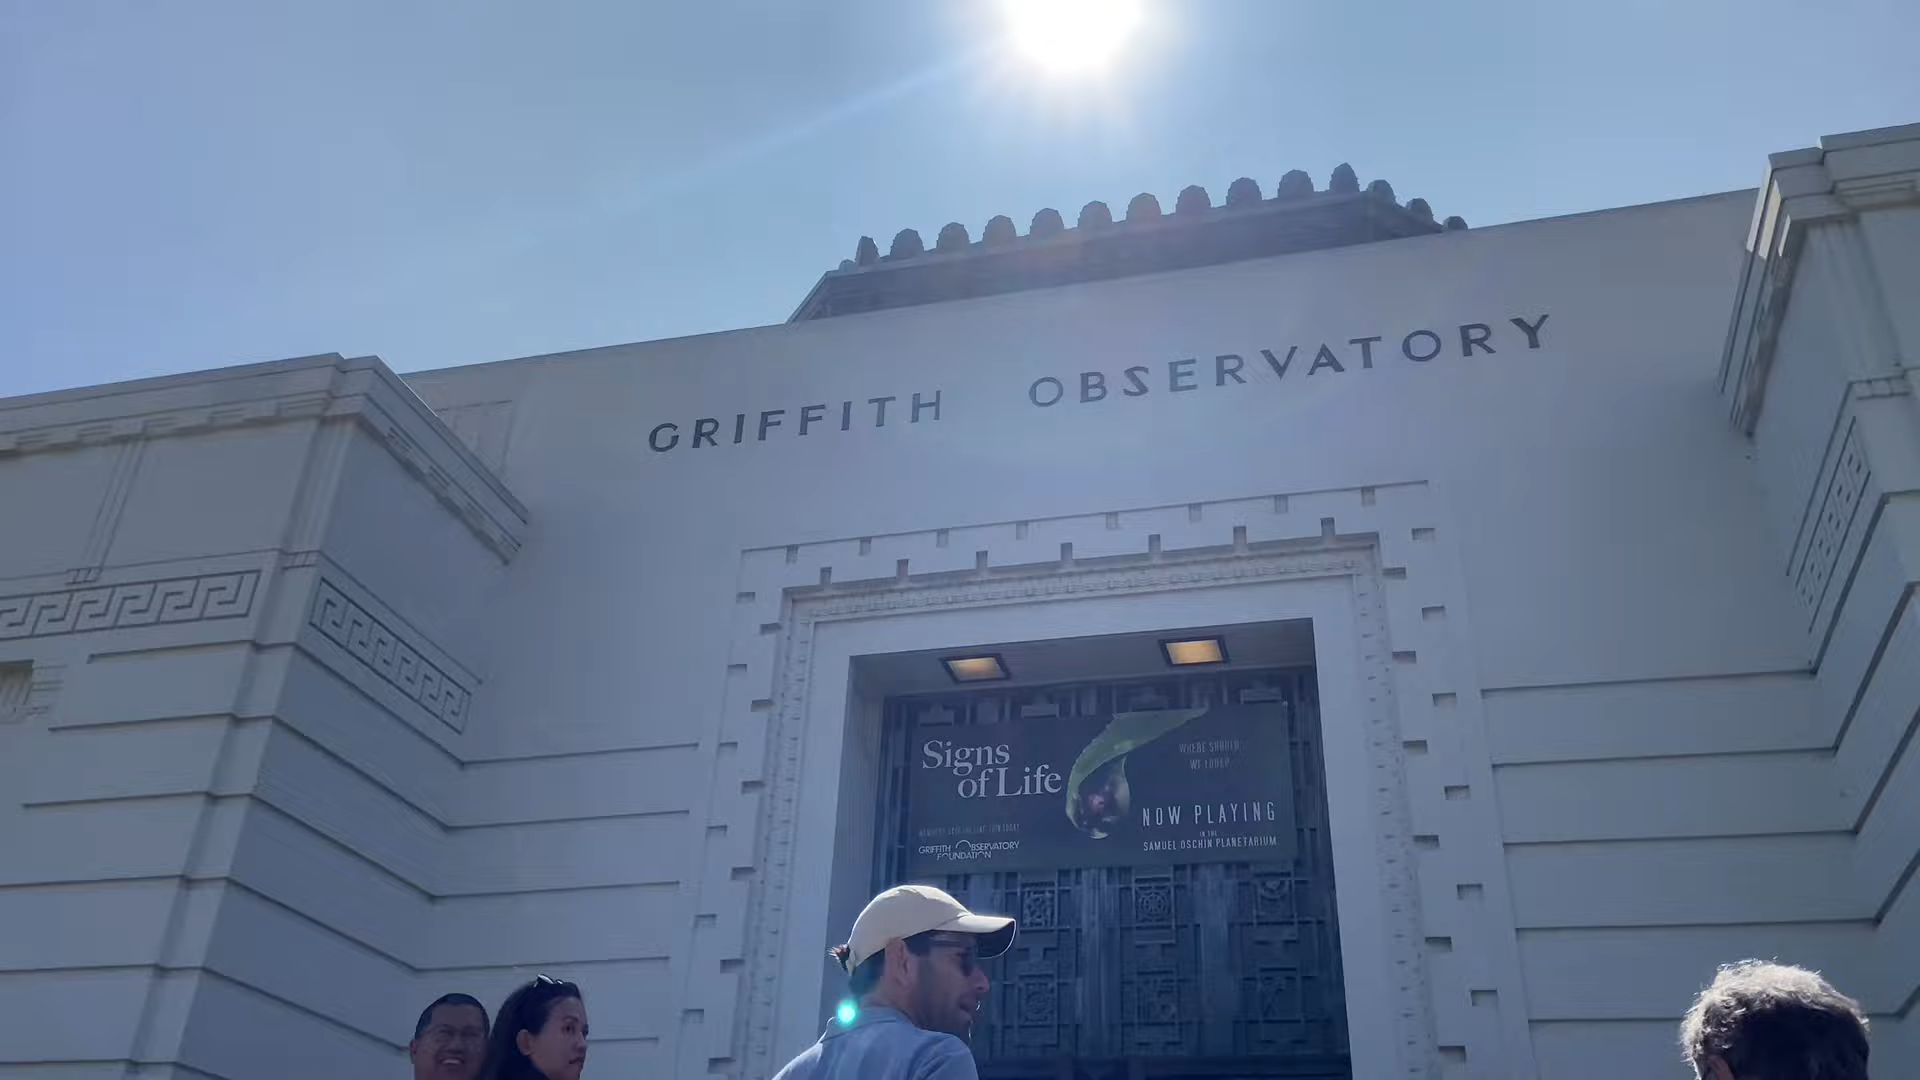 GRIFFITH OBSERVATORY
Signs
of Life
WHERE SHOULD
WE LOOK?
NOW PLAYING
IN THE
SAMUEL OSCHIN PLANETARIUM
GRIFFITH OBSERVATORY
FOUNDATION